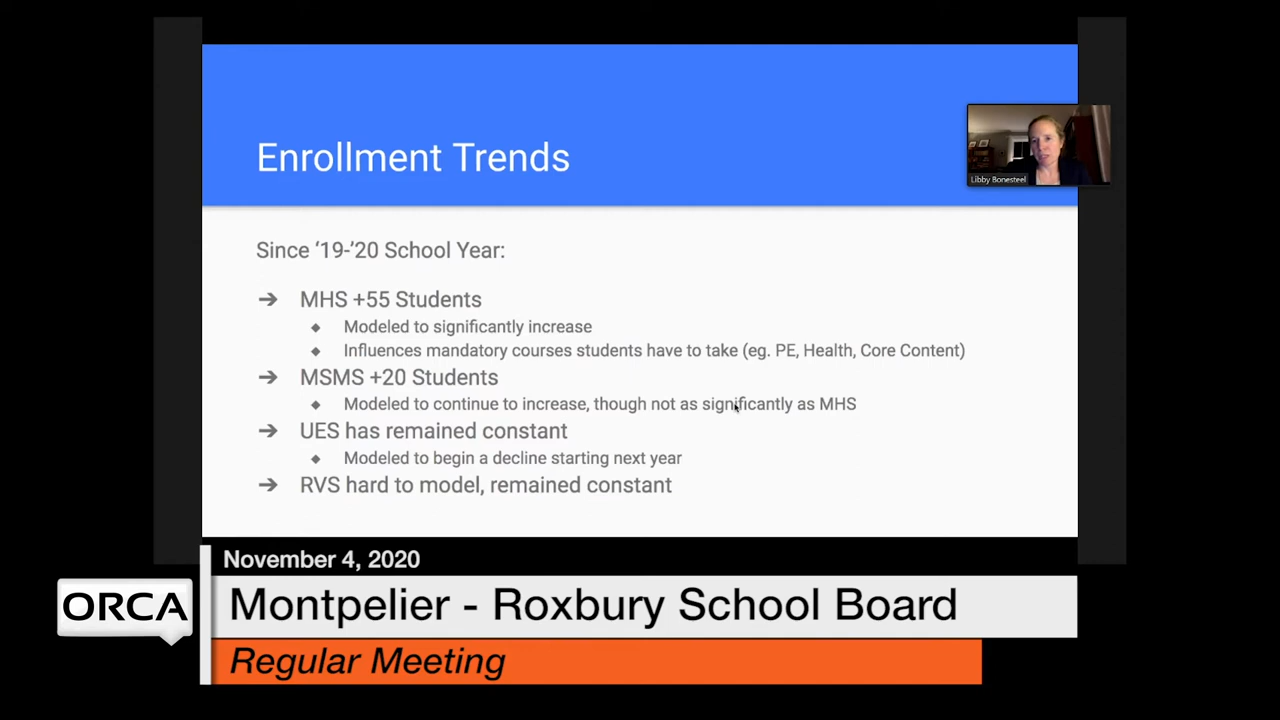 Enrollment Trends
Libby Bonesteel
Since ‘19-’20 School Year:
➔ MHS +55 Students
◆ Modeled to significantly increase
◆ Influences mandatory courses students have to take (eg. PE, Health, Core Content)
➔ MSMS +20 Students
◆ Modeled to continue to increase, though not as significantly as MHS
➔ UES has remained constant
◆ Modeled to begin a decline starting next year
➔ RVS hard to model, remained constant
November 4, 2020
ORCA
Montpelier - Roxbury School Board
Regular Meeting